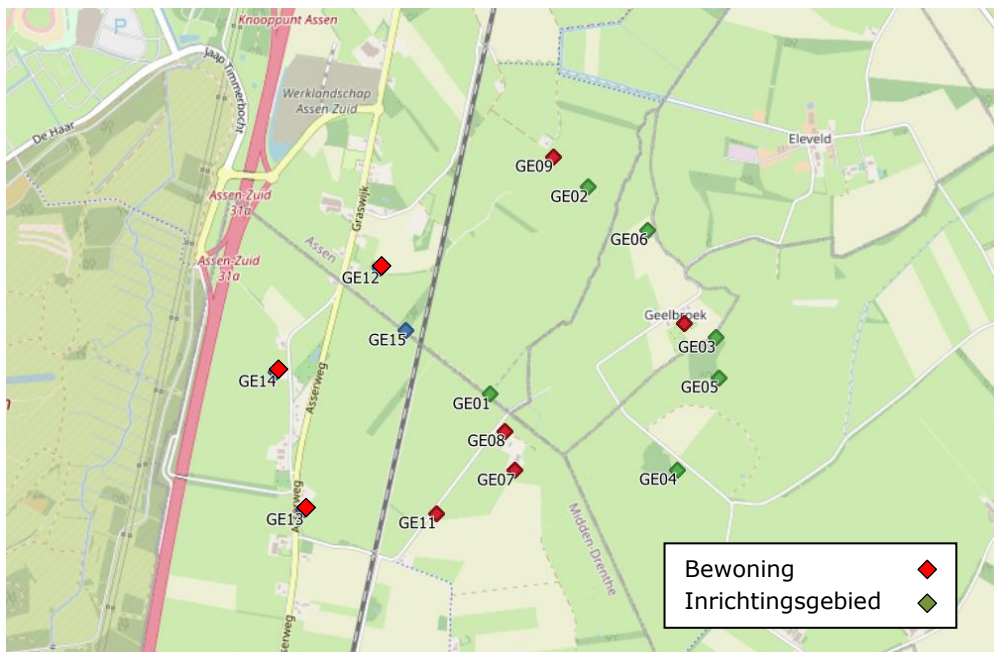 Knooppunt Assen
P
Jaap Timmerbocht
De Haar
Werklandschap
Assen Zuid
Eleveld
GE09
GE02
Assen-Zuid
31a
Graswijk
Assen
GE06
Assen-Zuid
31a
GE12
Geelbroek
GE15
GE03
GE14
GE05
Asserweg
GE01
GE08
GE07
GE04
GE13
Asserweg
GE11
Midden-Drenthe
Bewoning
Inrichtingsgebied
sserweg